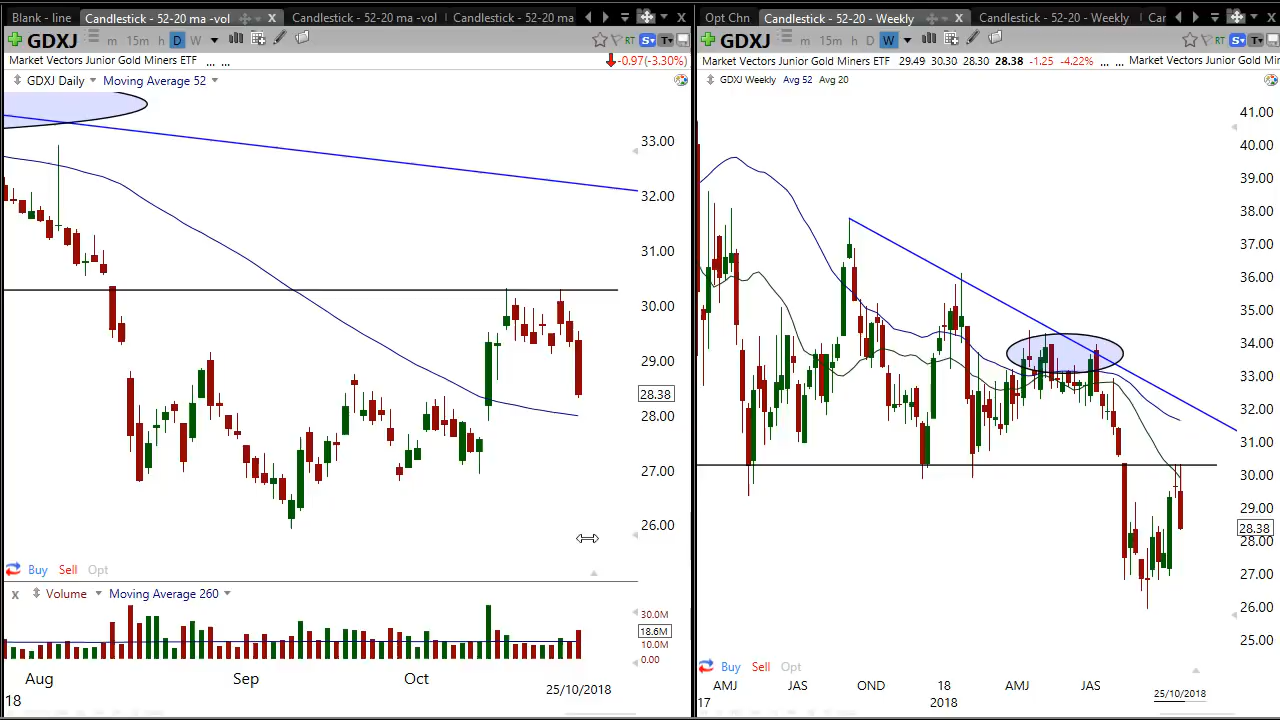 Blank - line
Candlestick - 52-20 ma -vol
Candlestick - 52-20 ma -vol
Candlestick - 52-20 ma
GDXJ
m 15m h D W
RT S T
Market Vectors Junior Gold Miners ETF ... ...
-0.97(-3.30%)
GDXJ Daily
Moving Average 52
33.00
32.00
31.00
30.00
29.00
28.38
28.00
27.00
26.00
Buy Sell Opt
x Volume Moving Average 260
30.0M
18.6M
10.0M
0.00
Aug Sep Oct 25/10/2018
18
Opt Chn
Candlestick - 52-20 - Weekly
Candlestick - 52-20 - Weekly
GDXJ
m 15m h D W
RT S T
Market Vectors Junior Gold Miners ETF 29.49 30.30 28.30 28.38 -1.25 -4.22% ... ... Market Vectors Junior Gold Miners
GDXJ Weekly Avg 52 Avg 20
41.00
40.00
39.00
38.00
37.00
36.00
35.00
34.00
33.00
32.00
31.00
30.00
29.00
28.38
28.00
27.00
26.00
25.00
Buy Sell Opt
AMJ JAS OND 18 AMJ JAS 25/10/2018
17 2018